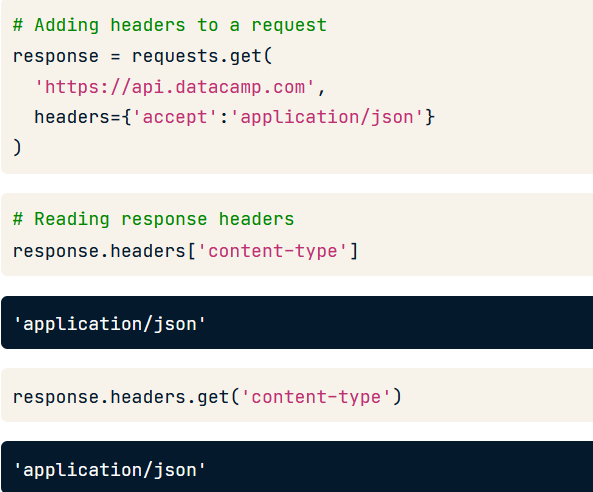 # Adding headers to a request
response = requests.get(
  'https://api.datacamp.com',
  headers={'accept':'application/json'}
)
# Reading response headers
response.headers['content-type']
'application/json'
response.headers.get('content-type')
'application/json'